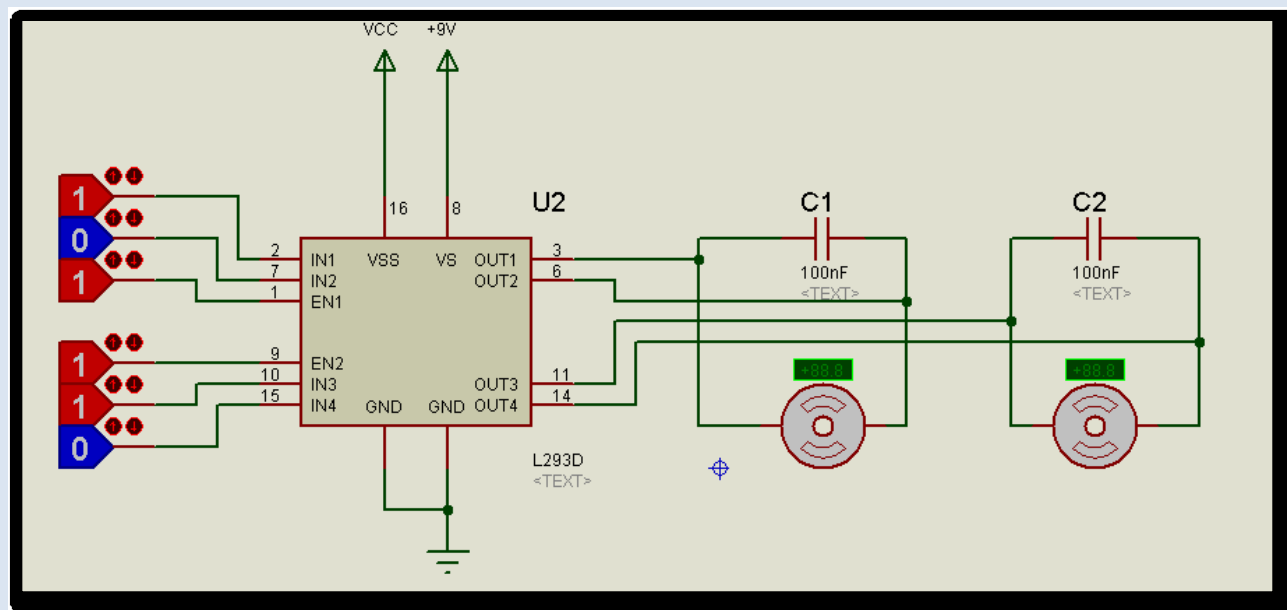 VCC +9V
16 8
U2
C1
C2
1
0
1
2 IN1
7 IN2
1 EN1
VSS VS
OUT1 3
OUT2 6
100nF
<TEXT>
100nF
<TEXT>
1
1
0
9 EN2
10 IN3
15 IN4
GND GND
OUT3 11
OUT4 14
+88.8
+88.8
L293D
<TEXT>